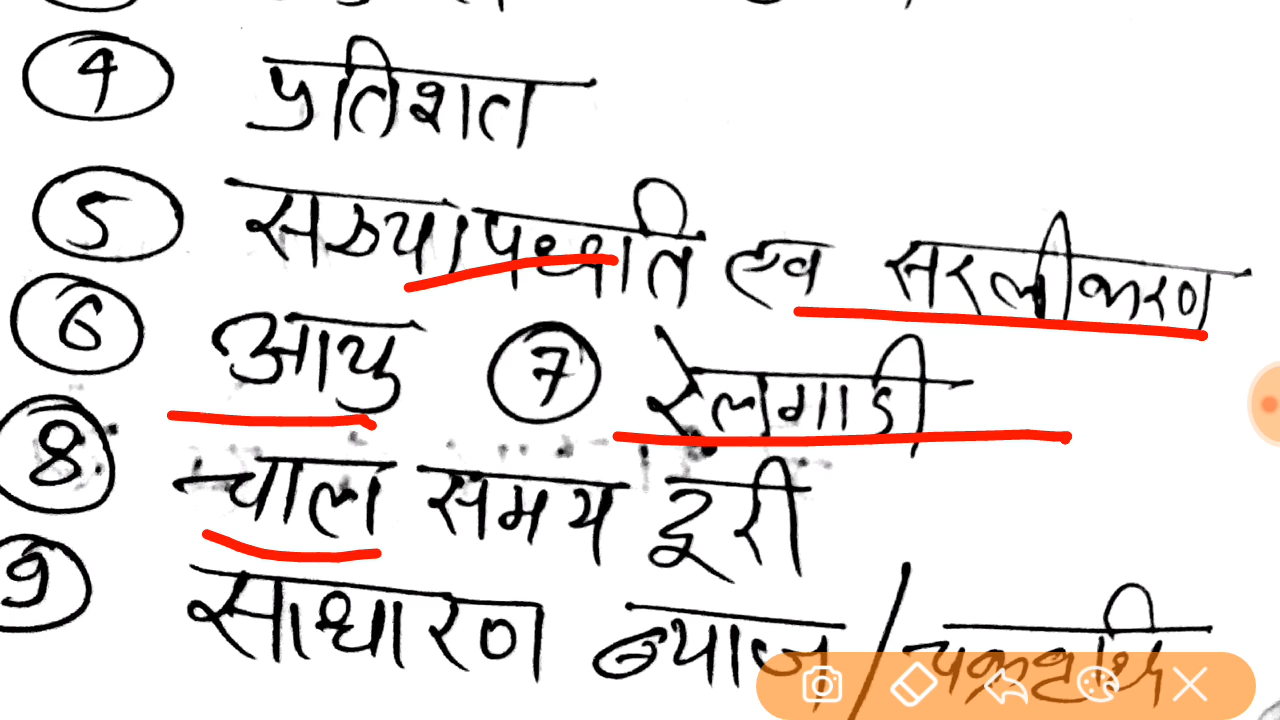 4 प्रतिशत
5 सख्या पध्धति एव सरलीकरण
6 आयु 7 रेलगाडी
8 चाल समय दूरी
9 साधारण ब्याज / चक्रवृधि